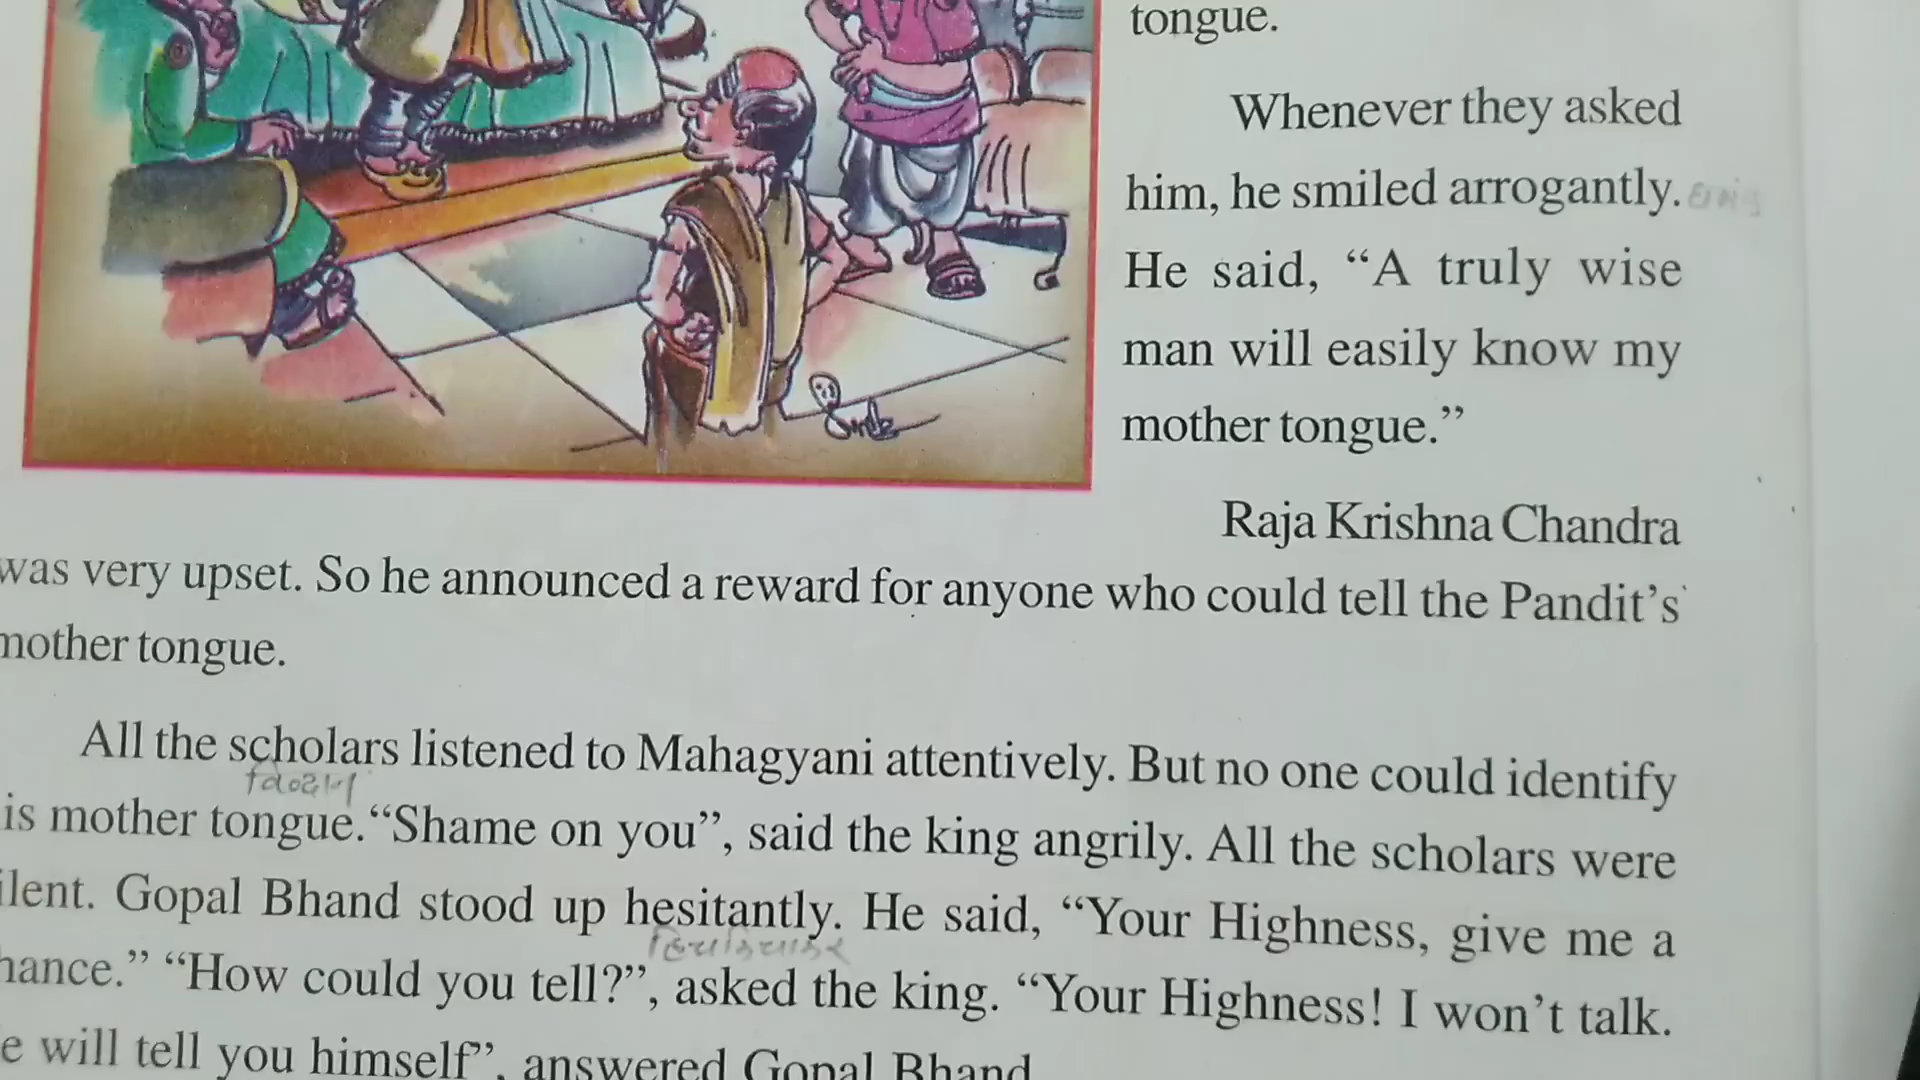 tongue.
Whenever they asked
him, he smiled arrogantly.
He said, “A truly wise
man will easily know my
mother tongue.”
Raja Krishna Chandra
was very upset. So he announced a reward for anyone who could tell the Pandit’s
mother tongue.
All the scholars listened to Mahagyani attentively. But no one could identify
is mother tongue.“Shame on you”, said the king angrily. All the scholars were
ilent. Gopal Bhand stood up hesitantly. He said, “Your Highness, give me a
hance.” “How could you tell?”, asked the king. “Your Highness! I won’t talk.
e will tell you himself”, answered Gopal Bhand